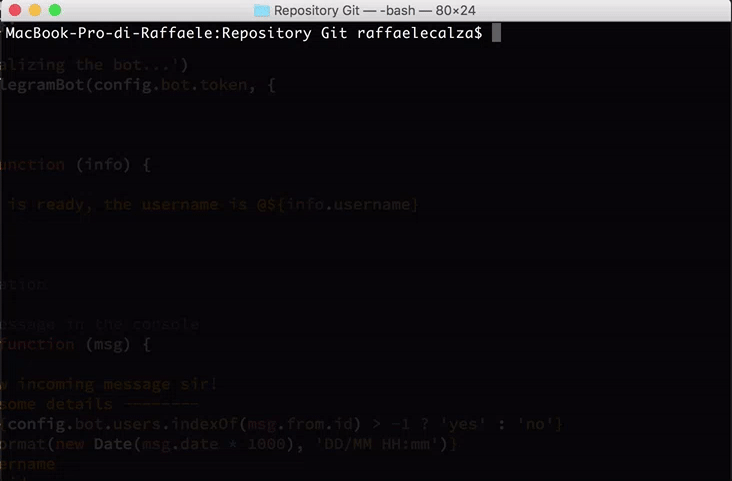 Repository Git — -bash — 80×24
MacBook-Pro-di-Raffaele:Repository Git raffaelecalza$
alizing the bot...')
legramBot(config.bot.token, {
unction (info) {
is ready, the username is @${info.username}
ation
essage in the console
function (msg) {
w incoming message sir!
some details --------
{config.bot.users.indexOf(msg.from.id) > -1 ? 'yes' : 'no'}
ormat(new Date(msg.date * 1000), 'DD/MM HH:mm')}
ername